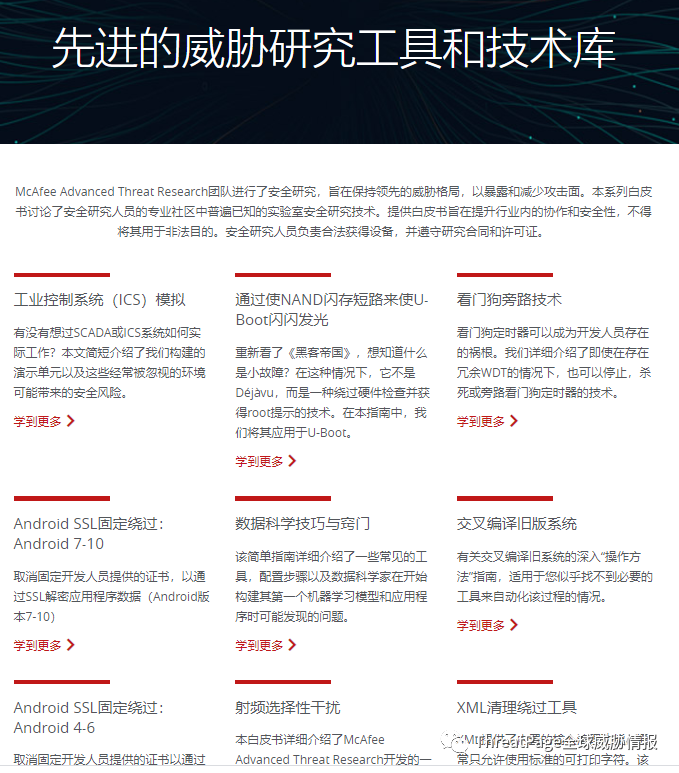 先进的威胁研究工具和技术库
McAfee Advanced Threat Research团队进行了安全研究，旨在保持领先的威胁格局，以暴露和减少攻击面。本系列白皮
书讨论了安全研究人员的专业社区中普遍已知的实验室安全研究技术。提供白皮书旨在提升行业内的协作和安全性，不得
将其用于非法目的。安全研究人员负责合法获得设备，并遵守研究合同和许可证。
工业控制系统（ICS）模拟
有没有想过SCADA或ICS系统如何实
际工作？本文简短介绍了我们构建的
演示单元以及这些经常被忽视的环境
可能带来的安全风险。
学到更多
通过使NAND闪存短路来使U-
Boot闪闪发光
重新看了《黑客帝国》，想知道什么
是小故障？在这种情况下，它不是
Déjàvu，而是一种绕过硬件检查并获
得root提示的技术。在本指南中，我
们将其应用于U-Boot。
学到更多
看门狗旁路技术
看门狗定时器可以成为开发人员存在
的祸根。我们详细介绍了即使在存在
冗余WDT的情况下，也可以停止，杀
死或旁路看门狗定时器的技术。
学到更多
Android SSL固定绕过：
Android 7-10
取消固定开发人员提供的证书，以通
过SSL解密应用程序数据（Android版
本7-10）
学到更多
数据科学技巧与窍门
该简单指南详细介绍了一些常见的工
具，配置步骤以及数据科学家在开始
构建其第一个机器学习模型和应用程
序时可能发现的问题。
学到更多
交叉编译旧版系统
有关交叉编译旧系统的深入“操作方
法”指南，适用于您似乎找不到必要的
工具来自动化该过程的情况。
学到更多
Android SSL固定绕过：
Android 4-6
取消固定开发人员提供的证书以通过
射频选择性干扰
本白皮书详细介绍了McAfee
Advanced Threat Research开发的一
XML清理绕过工具
ThreatPage全球威胁情报
常只允许使用标准的可打印字符。该